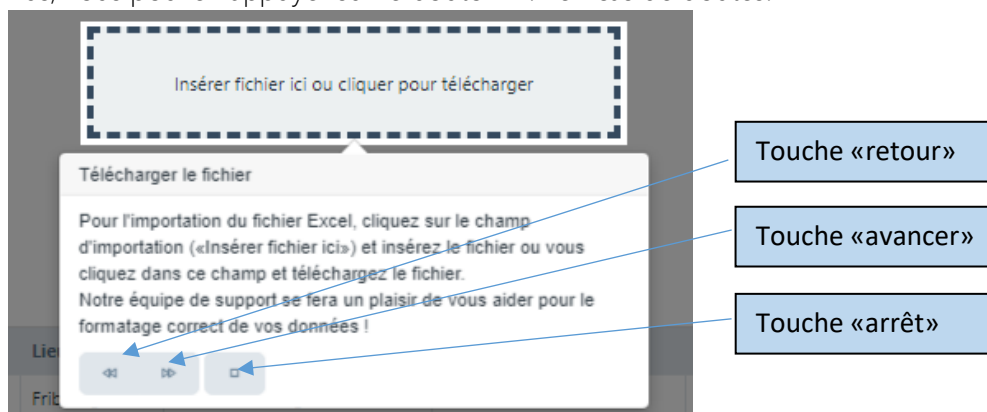 Insérer fichier ici ou cliquer pour télécharger
Télécharger le fichier
Pour l'importation du fichier Excel, cliquez sur le champ
d'importation («Insérer fichier ici») et insérez le fichier ou vous
cliquez dans ce champ et téléchargez le fichier.
Notre équipe de support se fera un plaisir de vous aider pour le
formatage correct de vos données !
Touche «retour»
Touche «avancer»
Touche «arrêt»